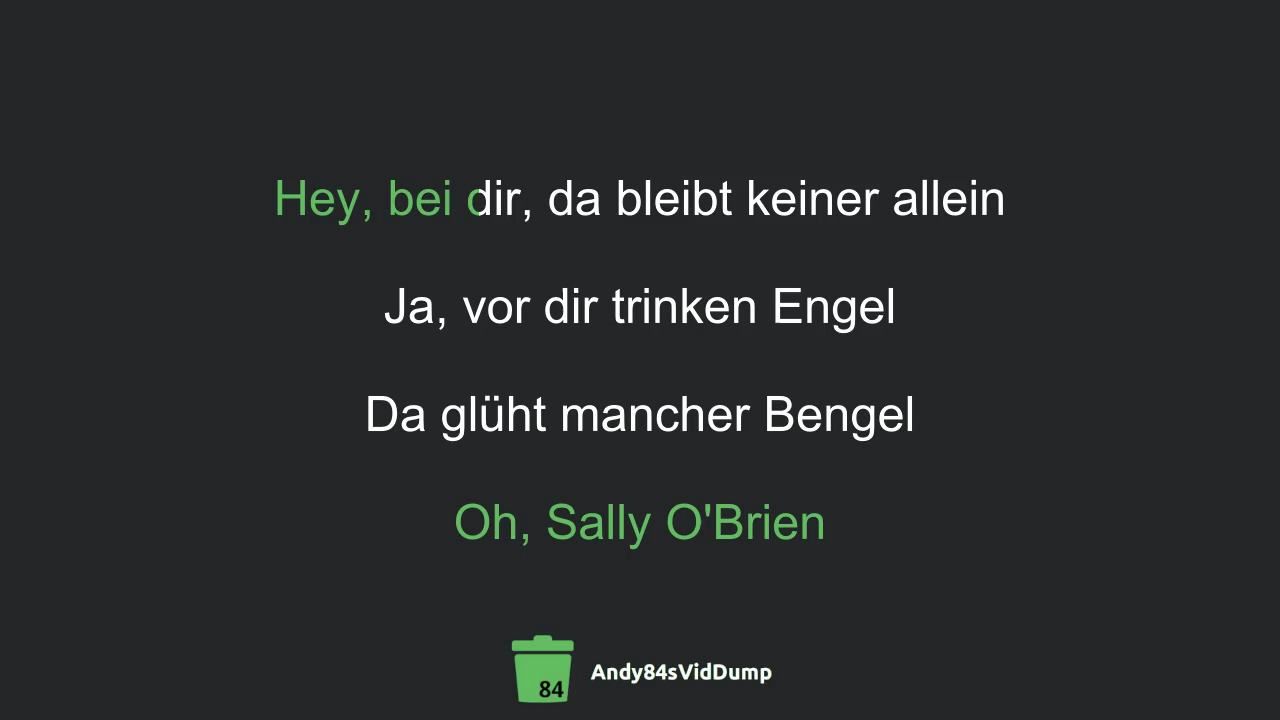 Hey, bei dir, da bleibt keiner allein
Ja, vor dir trinken Engel
Da glüht mancher Bengel
Oh, Sally O'Brien
84
Andy84sVidDump